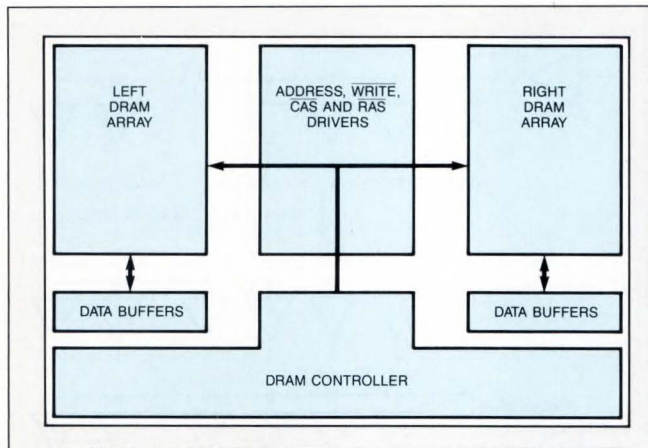 LEFT
DRAM
ARRAY
ADDRESS, WRITE,
CAS and RAS
DRIVERS
RIGHT
DRAM
ARRAY
DATA BUFFERS
DATA BUFFERS
DRAM CONTROLLER